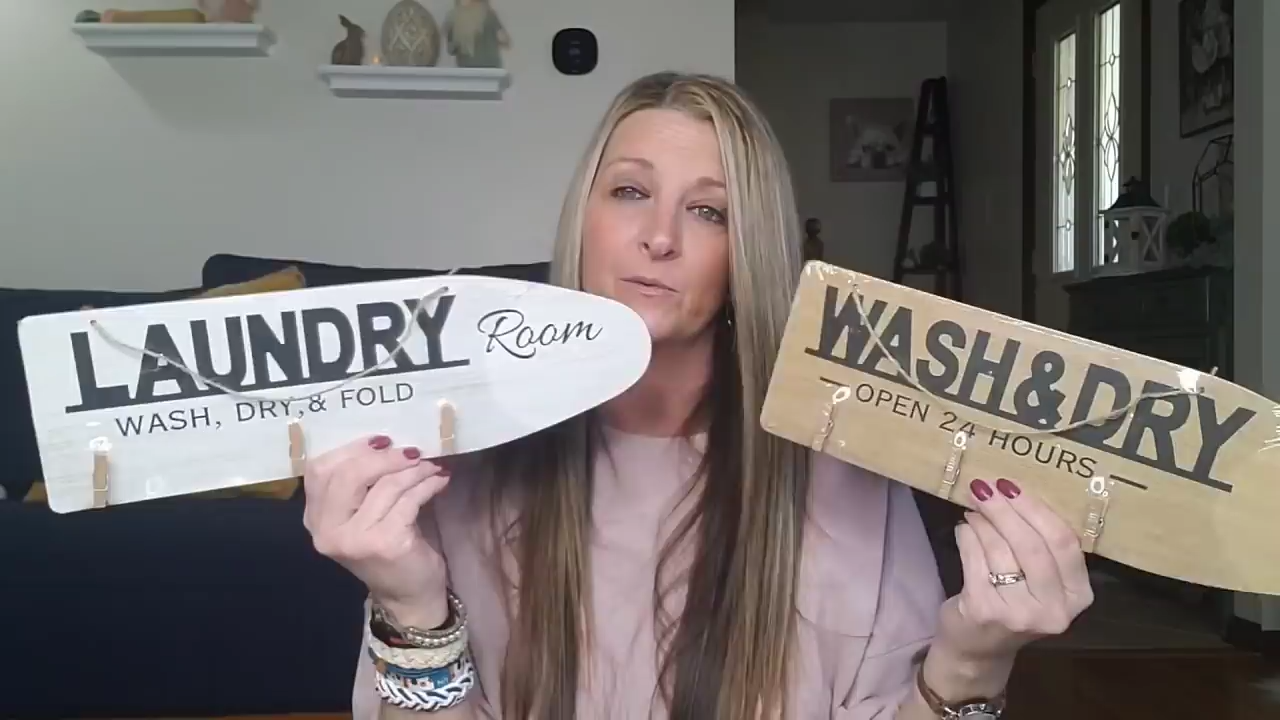 LAUNDRY Room
WASH, DRY, & FOLD
WASH & DRY
OPEN 24 HOURS